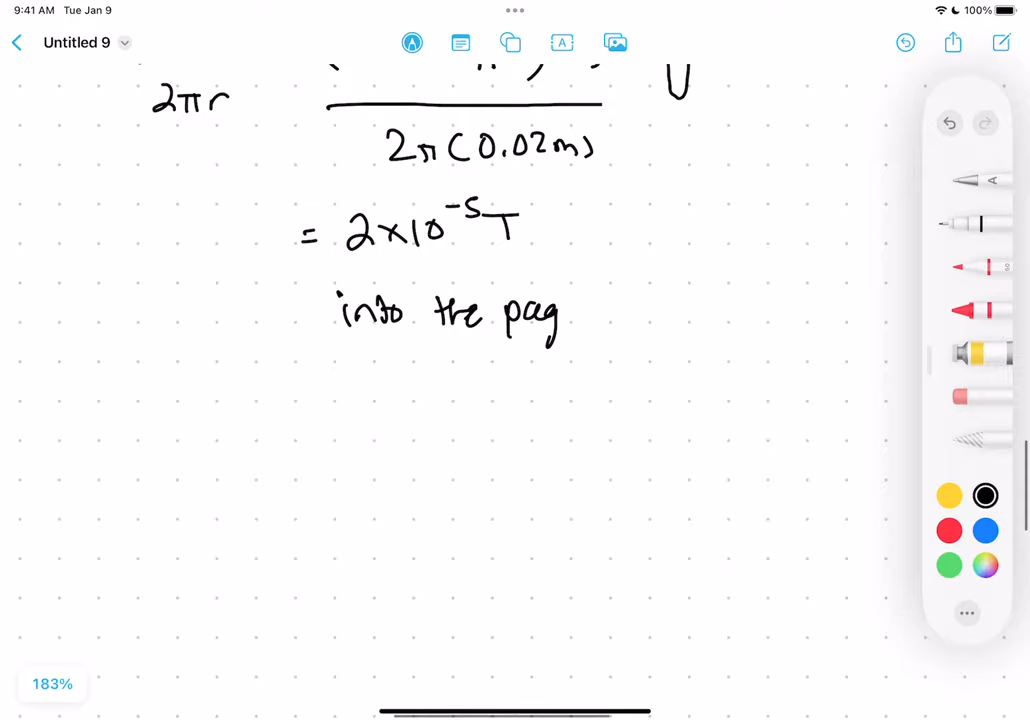 9:41 AM Tue Jan 9
100%
Untitled 9
2πr
2π(0.02m)
= 2×10⁻⁵T
into the pag
183%